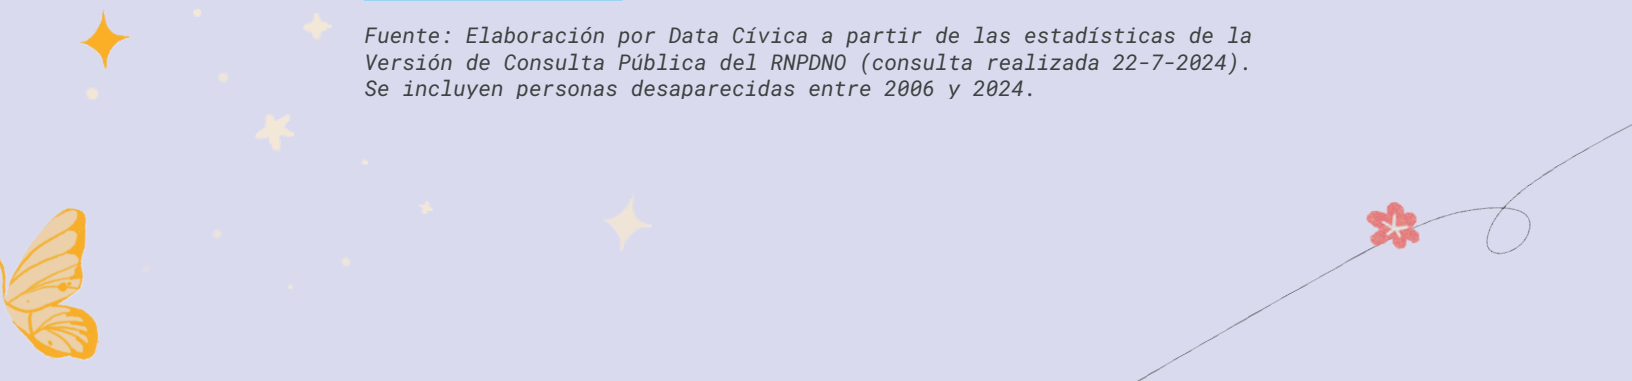 Fuente: Elaboración por Data Cívica a partir de las estadísticas de la
Versión de Consulta Pública del RNPDNO (consulta realizada 22-7-2024).
Se incluyen personas desaparecidas entre 2006 y 2024.